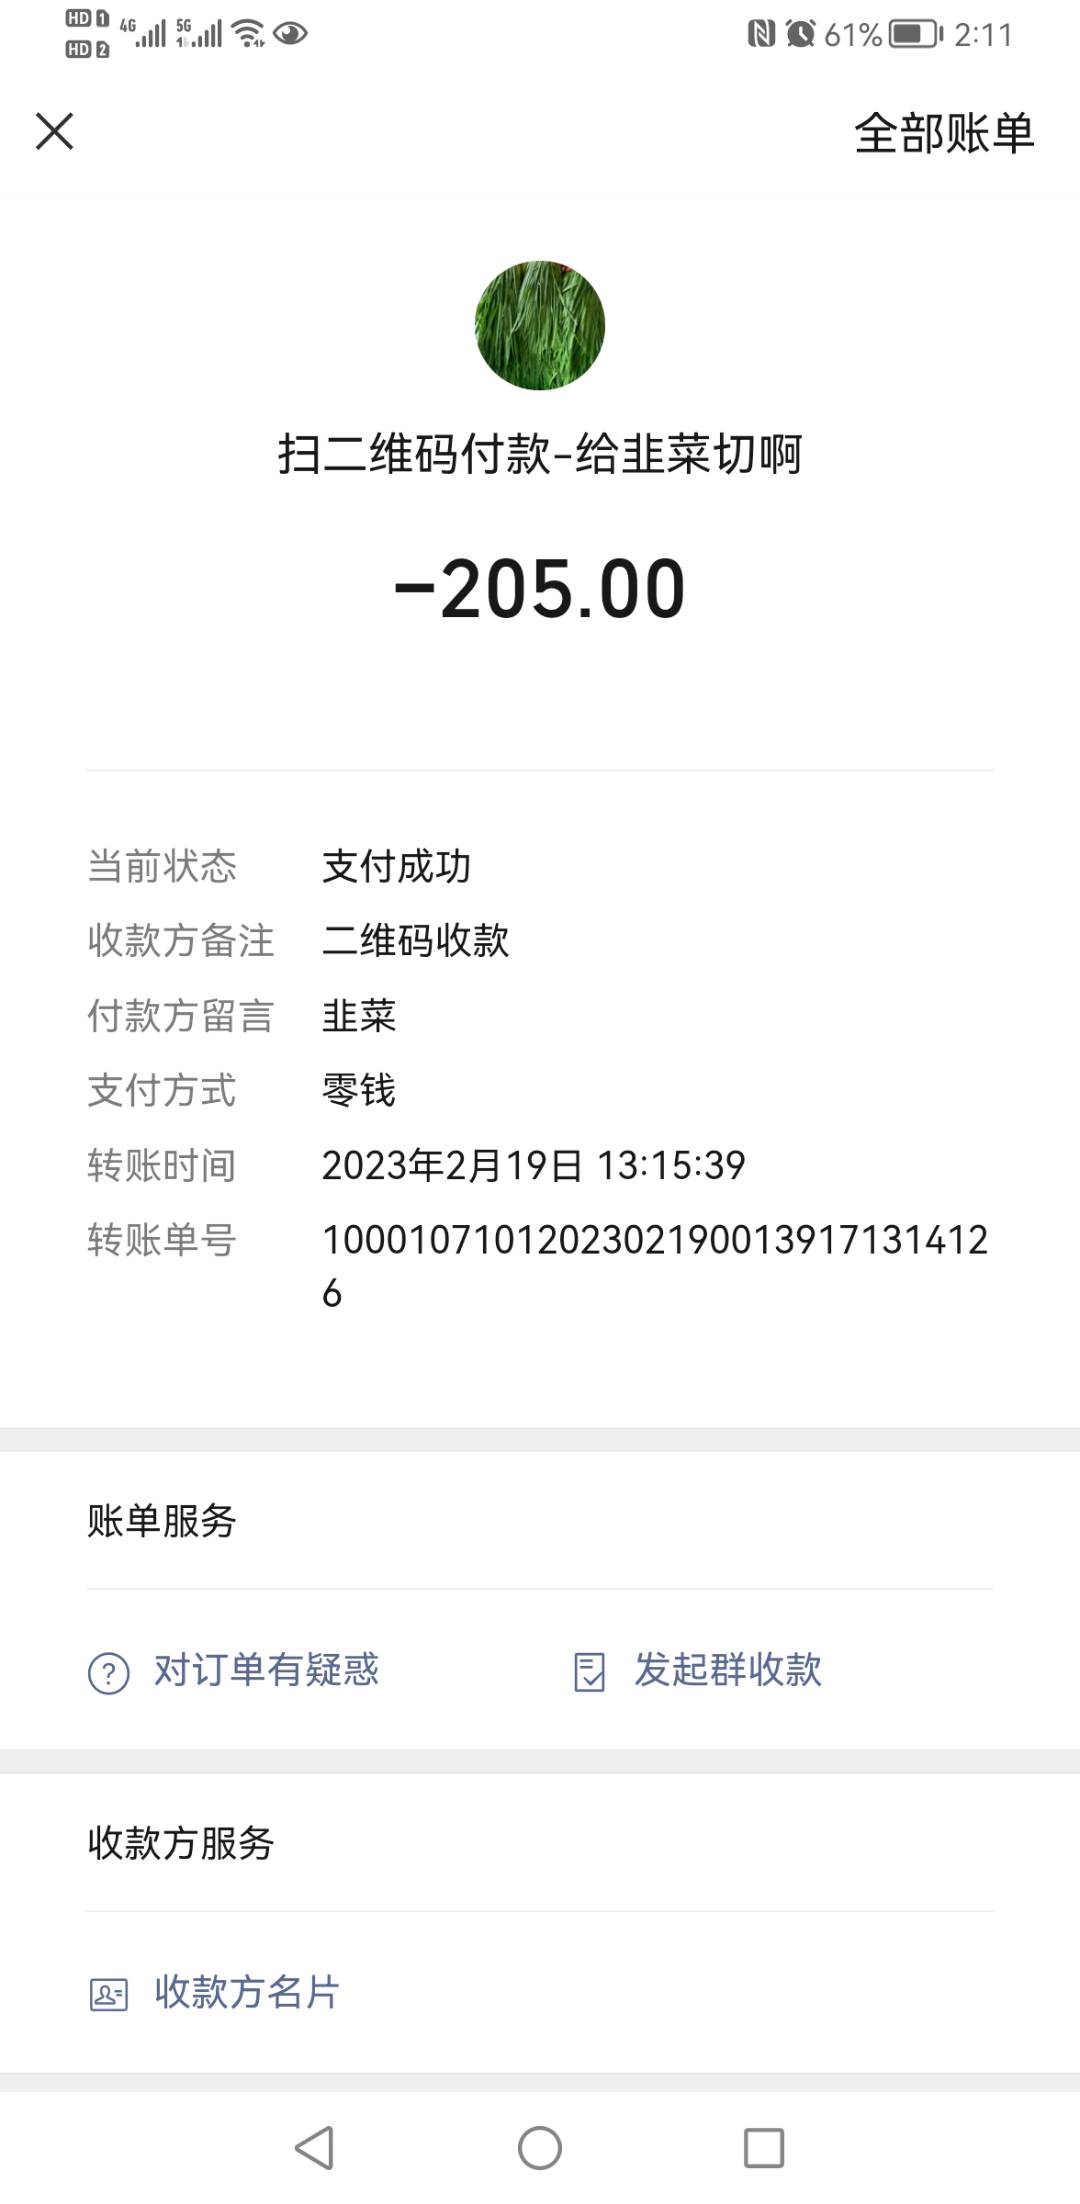 HD 1 4G 5G 61% 2:11
HD 2
全部账单
扫二维码付款-给韭菜切啊
-205.00
当前状态 支付成功
收款方备注 二维码收款
付款方留言 韭菜
支付方式 零钱
转账时间 2023年2月19日 13:15:39
转账单号 1000107101202302190013917131412
6
账单服务
对订单有疑惑 发起群收款
收款方服务
收款方名片